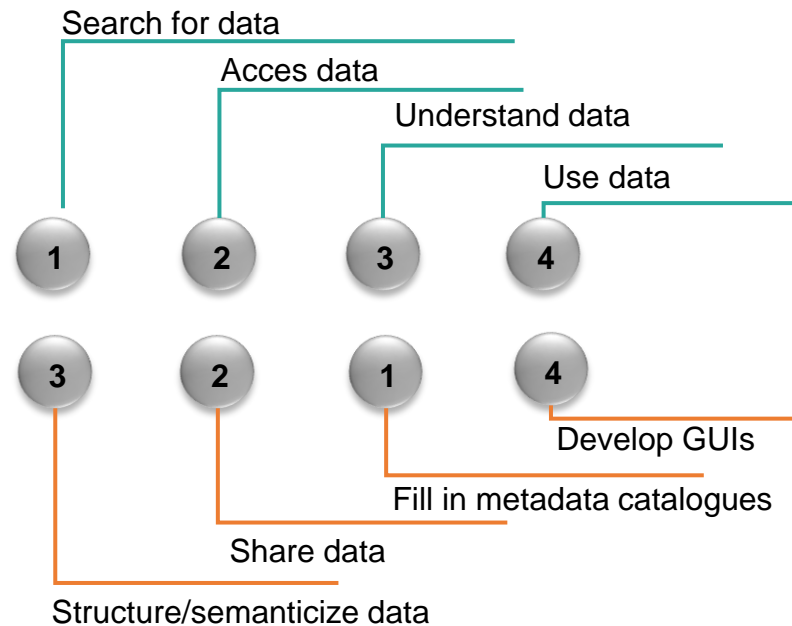 Search for data
Acces data
Understand data
Use data
1 2 3 4
3 2 1 4
Develop GUIs
Fill in metadata catalogues
Share data
Structure/semanticize data